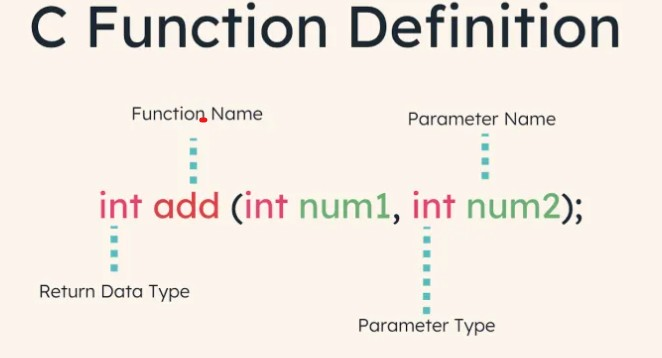 C Function Definition
Function Name
Parameter Name
int add (int num1, int num2);
Return Data Type
Parameter Type